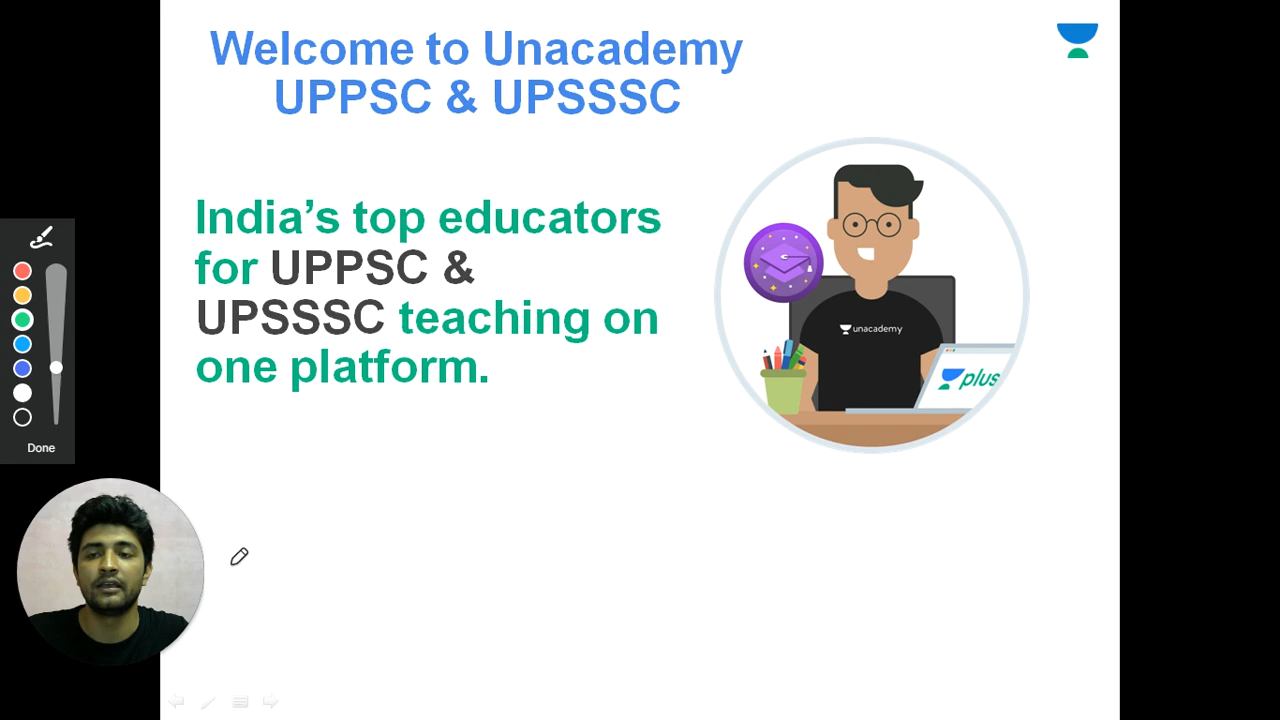 Welcome to Unacademy
UPPSC & UPSSSC
India’s top educators
for UPPSC &
UPSSSC teaching on
one platform.
unacademy
plus
Done